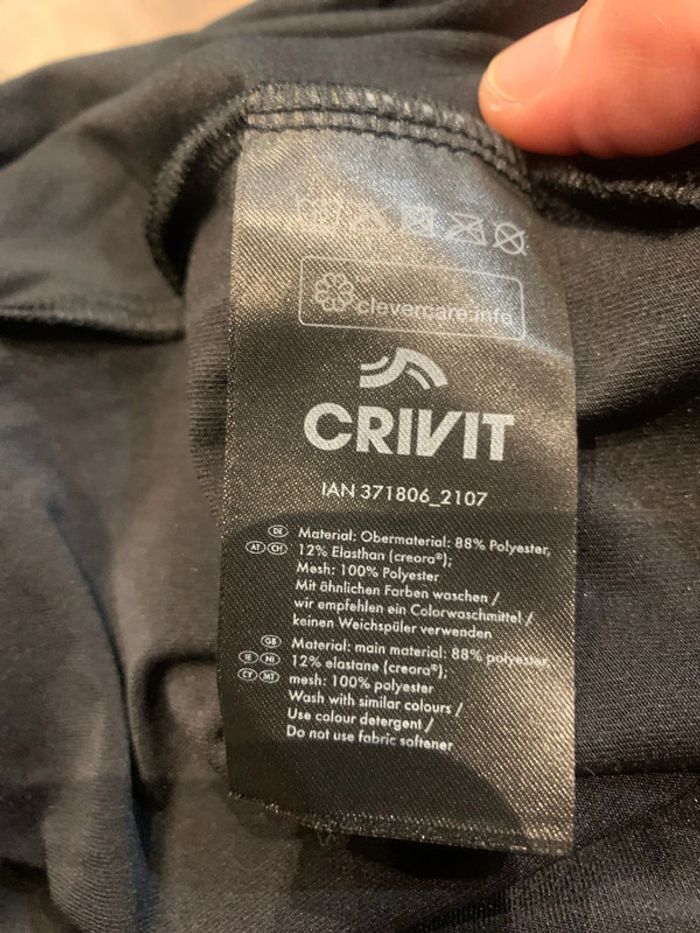 clevercare.info
CRIVIT
IAN 371806_2107
DE Material: Obermaterial: 88% Polyester,
AT CH 12% Elasthan (creora®);
Mesh: 100% Polyester
Mit ähnlichen Farben waschen /
wir empfehlen ein Colorwaschmittel /
keinen Weichspüler verwenden
GB Material: main material: 88% polyester,
IE NI 12% elastane (creora®);
CY MT mesh: 100% polyester
Wash with similar colours /
Use colour detergent /
Do not use fabric softener